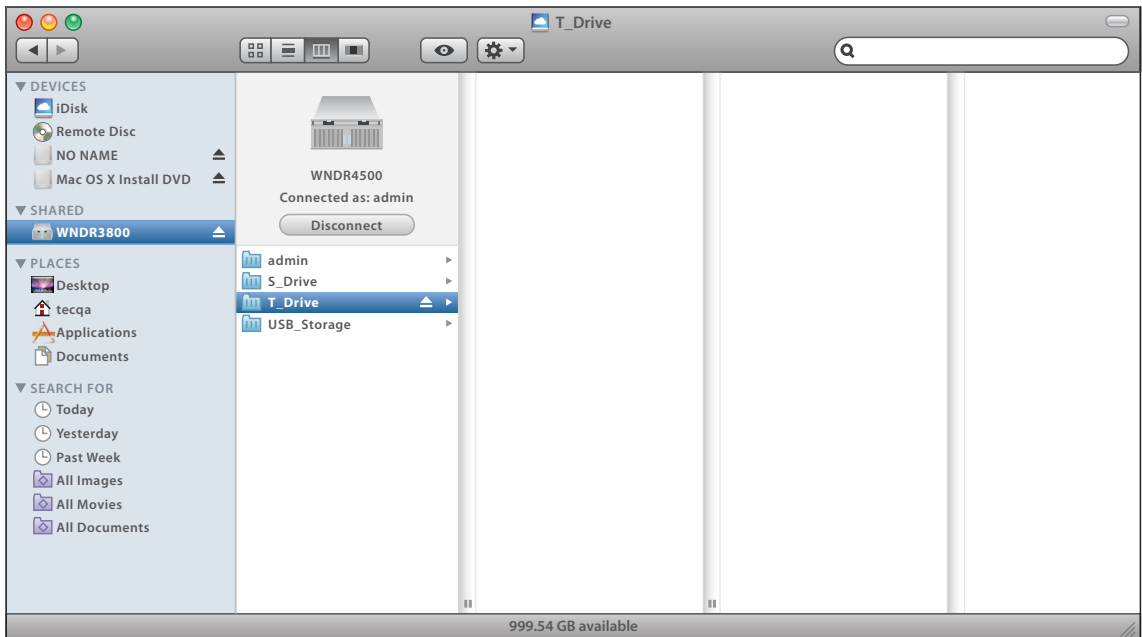 T_Drive
DEVICES
iDisk
Remote Disc
NO NAME
Mac OS X Install DVD
SHARED
WNDR3800
PLACES
Desktop
tecqa
Applications
Documents
SEARCH FOR
Today
Yesterday
Past Week
All Images
All Movies
All Documents
WNDR4500
Connected as: admin
Disconnect
admin
S_Drive
T_Drive
USB_Storage
999.54 GB available